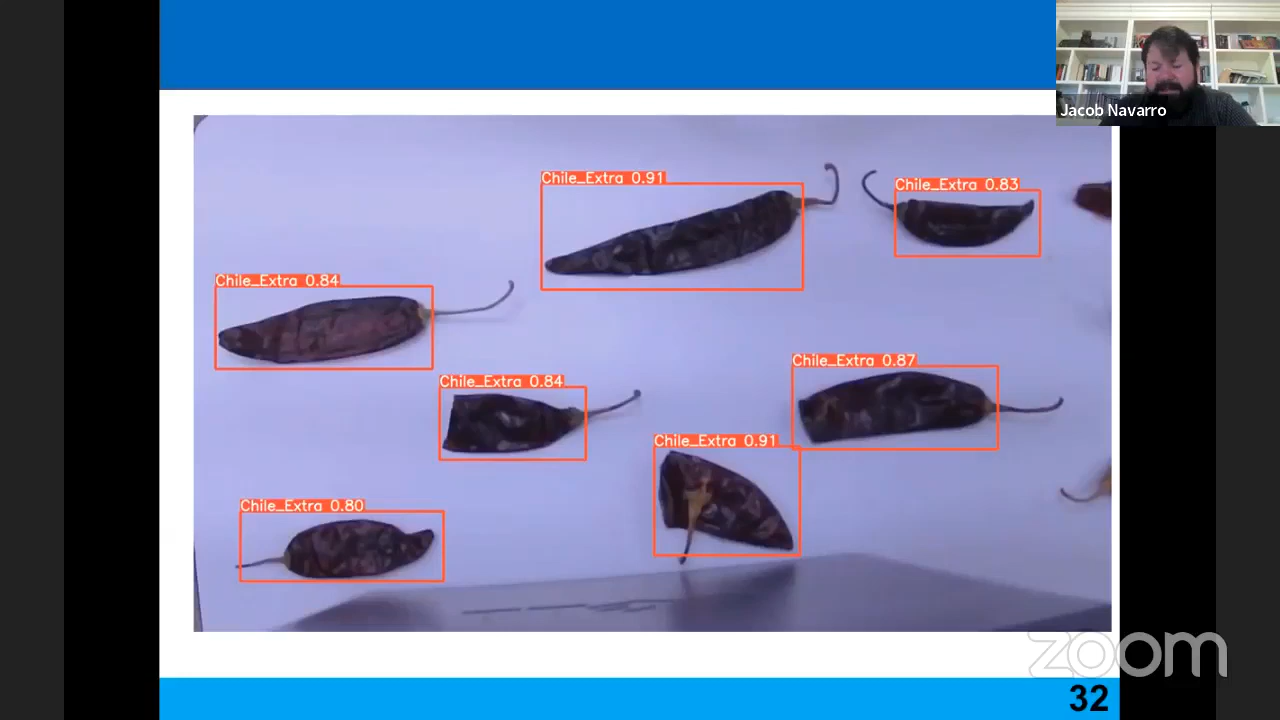 Jacob Navarro
Chile_Extra 0.91
Chile_Extra 0.83
Chile_Extra 0.84
Chile_Extra 0.87
Chile_Extra 0.84
Chile_Extra 0.91
Chile_Extra 0.80
zoom
32